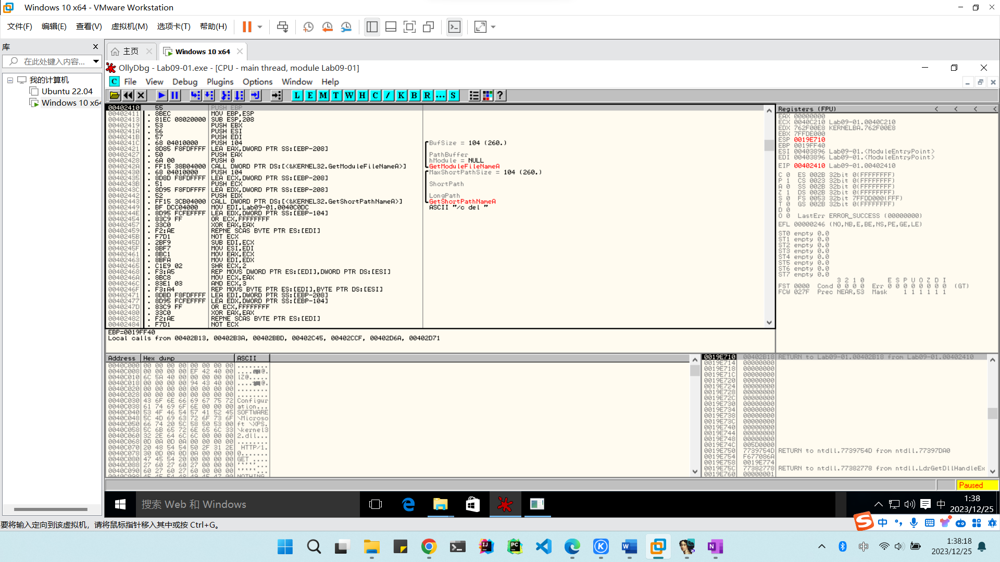 Windows 10 x64 - VMware Workstation
文件(F) 编辑(E) 查看(V) 虚拟机(M) 选项卡(T) 帮助(H)
库
在此处键入内容...
我的计算机
Ubuntu 22.04
Windows 10 x64
主页 Windows 10 x64
OllyDbg - Lab09-01.exe - [CPU - main thread, module Lab09-01]
C File View Debug Plugins Options Window Help
L E M T W H C / K B R ... S ?
00402410 55 PUSH EBP
00402411 . 8BEC MOV EBP,ESP
00402413 . 81EC 08020000 SUB ESP,208
00402419 . 53 PUSH EBX
0040241A . 56 PUSH ESI
0040241B . 57 PUSH EDI
0040241C . 68 04010000 PUSH 104 BufSize = 104 (260.)
00402421 . 8D85 F8FDFFFF LEA EAX,DWORD PTR SS:[EBP-208]
00402427 . 50 PUSH EAX PathBuffer
00402428 . 6A 00 PUSH 0 hModule = NULL
0040242A . FF15 38B04000 CALL DWORD PTR DS:[<&KERNEL32.GetModuleFileNameA>] GetModuleFileNameA
00402430 . 68 04010000 PUSH 104 MaxShortPathSize = 104 (260.)
00402435 . 8D8D F8FDFFFF LEA ECX,DWORD PTR SS:[EBP-208]
0040243B . 51 PUSH ECX ShortPath
0040243C . 8D95 F8FDFFFF LEA EDX,DWORD PTR SS:[EBP-208]
00402442 . 52 PUSH EDX LongPath
00402443 . FF15 3CB04000 CALL DWORD PTR DS:[<&KERNEL32.GetShortPathNameA>] GetShortPathNameA
00402449 . BF DCC04000 MOV EDI,Lab09-01.0040C0DC ASCII "/c del "
0040244E . 8D95 FCFEFFFF LEA EDX,DWORD PTR SS:[EBP-104]
00402454 . 83C9 FF OR ECX,FFFFFFFF
00402457 . 33C0 XOR EAX,EAX
00402459 . F2:AE REPNE SCAS BYTE PTR ES:[EDI]
0040245B . F7D1 NOT ECX
0040245D . 2BF9 SUB EDI,ECX
0040245F . 8BF7 MOV ESI,EDI
00402461 . 8BC1 MOV EAX,ECX
00402463 . 8BFA MOV EDI,EDX
00402465 . C1E9 02 SHR ECX,2
00402468 . F3:A5 REP MOVS DWORD PTR ES:[EDI],DWORD PTR DS:[ESI]
0040246A . 8BC8 MOV ECX,EAX
0040246C . 83E1 03 AND ECX,3
0040246F . F3:A4 REP MOVS BYTE PTR ES:[EDI],BYTE PTR DS:[ESI]
00402471 . 8DBD F8FDFFFF LEA EDI,DWORD PTR SS:[EBP-208]
00402477 . 8D95 FCFEFFFF LEA EDX,DWORD PTR SS:[EBP-104]
0040247D . 83C9 FF OR ECX,FFFFFFFF
00402480 . 33C0 XOR EAX,EAX
00402482 . F2:AE REPNE SCAS BYTE PTR ES:[EDI]
00402484 . F7D1 NOT ECX
EBP=0019FF40
Local calls from 00402B13, 00402B3A, 00402BBD, 00402C45, 00402CCF, 00402D6A, 00402D71
Registers (FPU) < < < <
EAX 00000000
ECX 0040C210 Lab09-01.0040C210
EDX 762F00E8 KERNELBA.762F00E8
EBX 7FFDE000
ESP 0019E710
EBP 0019FF40
ESI 00403896 Lab09-01.<ModuleEntryPoint>
EDI 00403896 Lab09-01.<ModuleEntryPoint>
EIP 00402410 Lab09-01.00402410
C 0 ES 002B 32bit 0(FFFFFFFF)
P 1 CS 0023 32bit 0(FFFFFFFF)
A 0 SS 002B 32bit 0(FFFFFFFF)
Z 1 DS 002B 32bit 0(FFFFFFFF)
S 0 FS 0053 32bit 7FFDD000(FFF)
T 0 GS 002B 32bit 0(FFFFFFFF)
D 0
O 0 LastErr ERROR_SUCCESS (00000000)
EFL 00000246 (NO,NB,E,BE,NS,PE,GE,LE)
ST0 empty 0.0
ST1 empty 0.0
ST2 empty 0.0
ST3 empty 0.0
ST4 empty 0.0
ST5 empty 0.0
ST6 empty 0.0
ST7 empty 0.0
3 2 1 0 E S P U O Z D I
FST 0000 Cond 0 0 0 0 Err 0 0 0 0 0 0 0 0 (GT)
FCW 027F Prec NEAR,53 Mask 1 1 1 1 1 1
Address Hex dump ASCII
0040C000 00 00 00 00 00 00 00 00 ........
0040C008 00 00 00 00 EF 42 40 00
0040C010 6C 5A 40 00 00 00 00 00 lZ@.....
0040C018 00 00 00 00 94 43 40 00
0040C020 00 00 00 00 00 00 00 00 ........
0040C028 00 00 00 00 00 00 00 00 ........
0040C030 43 6F 6E 66 69 67 75 72 Configur
0040C038 61 74 69 6F 6E 00 00 00 ation...
0040C040 53 4F 46 54 57 41 52 45 SOFTWARE
0040C048 5C 4D 69 63 72 6F 73 6F \Microso
0040C050 66 74 20 5C 58 50 53 00 ft \XPS.
0040C058 5C 6B 65 72 6E 65 6C 33 \kernel3
0040C060 32 2E 64 6C 6C 00 00 00 2.dll...
0040C068 0D 0A 0D 0A 00 00 00 00 ........
0040C070 20 48 54 54 50 2F 31 2E HTTP/1.
0040C078 30 0D 0A 0D 0A 00 00 00 0.......
0040C080 47 45 54 20 00 00 00 00 GET ....
0040C088 27 60 27 60 27 00 00 00 '`'`'...
0040C090 60 27 60 27 60 00 00 00 `'`'`...
0040C098 4E 4F 54 48 49 4E 47 00 NOTHING.
0019E710 00402B18 RETURN to Lab09-01.00402B18 from Lab09-01.00402410
0019E714 00000000
0019E718 00000000
0019E71C 00000000
0019E720 00000000
0019E724 00000000
0019E728 00000000
0019E72C 00000000
0019E730 00000000
0019E734 00000000
0019E738 00000000
0019E73C 00000000
0019E740 00000000
0019E744 00000000
0019E748 00000000
0019E74C 005D0000
0019E750 7739754D RETURN to ntdll.7739754D from ntdll.77397DA0
0019E754 F677086A
0019E758 0019E774
0019E75C 77382778 RETURN to ntdll.77382778 from ntdll.LdrGetDllHandleEx
0019E760 00000001
Paused
搜索 Web 和 Windows
中 1:38
2023/12/25
要将输入定向到该虚拟机，请将鼠标指针移入其中或按 Ctrl+G。
S 中
中 1:38:18
2023/12/25